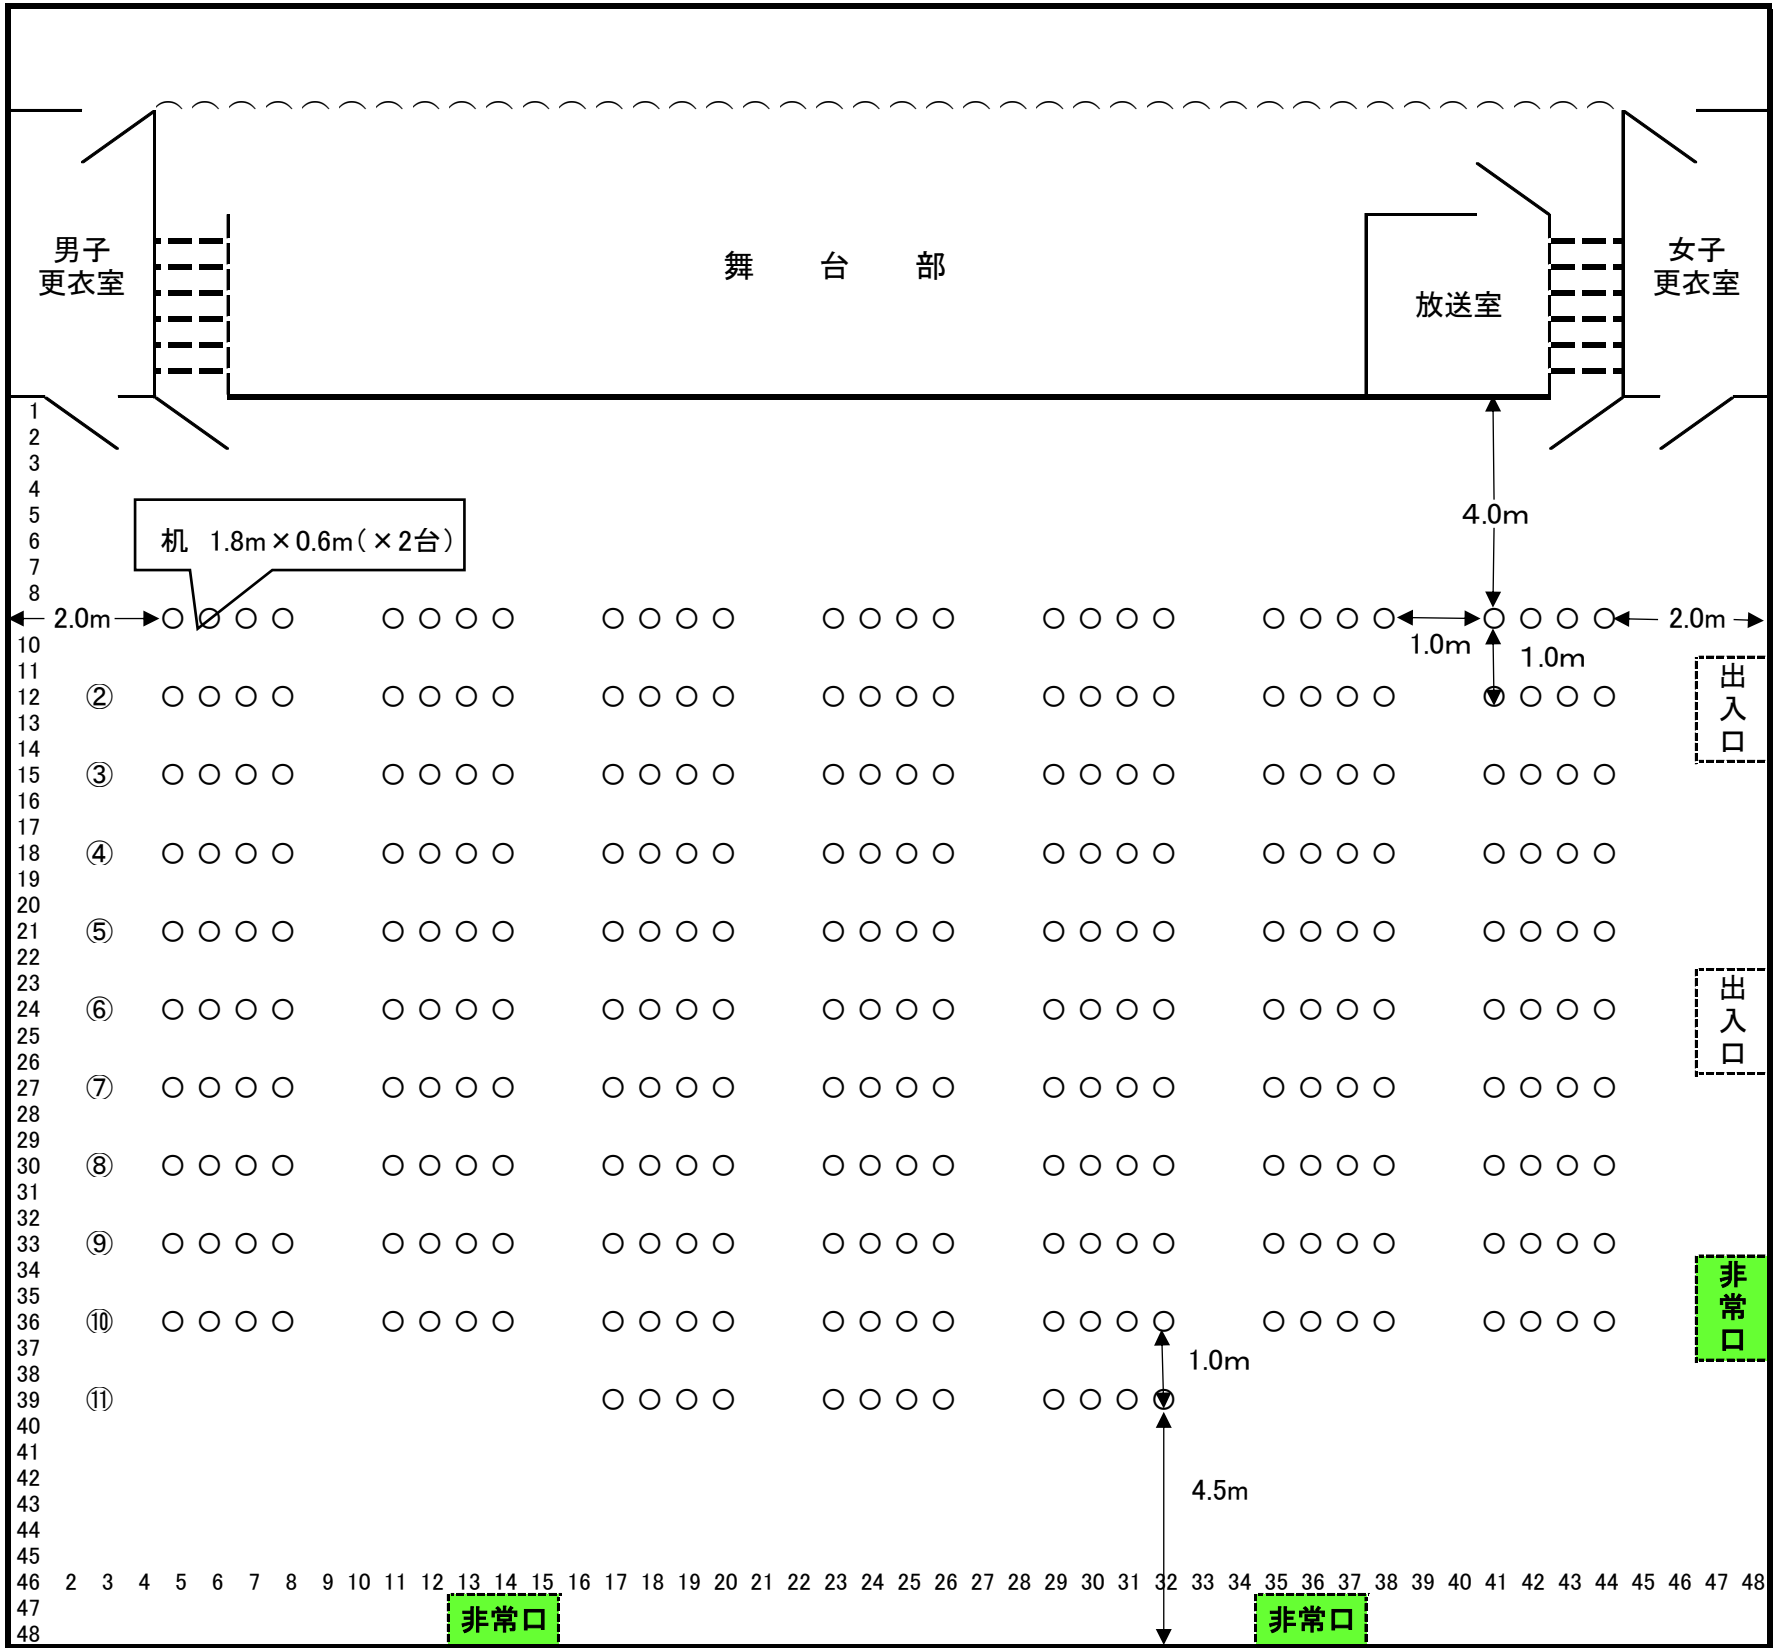 男子
更衣室
舞　台　部
放送室
女子
更衣室
1
2
3
4
5
6
7
8
4.0m
机 1.8m×0.6m(×2台)
2.0m
○ ○ ○ ○ ○ ○ ○ ○ ○ ○ ○ ○ ○ ○ ○ ○ ○ ○ ○ ○ ○ ○ ○ ○ ○ ○ ○ ○
2.0m
1.0m
1.0m
10
11
12 ② ○ ○ ○ ○ ○ ○ ○ ○ ○ ○ ○ ○ ○ ○ ○ ○ ○ ○ ○ ○ ○ ○ ○ ○ ○ ○ ○ ○
出入口
13
14
15 ③ ○ ○ ○ ○ ○ ○ ○ ○ ○ ○ ○ ○ ○ ○ ○ ○ ○ ○ ○ ○ ○ ○ ○ ○ ○ ○ ○ ○
16
17
18 ④ ○ ○ ○ ○ ○ ○ ○ ○ ○ ○ ○ ○ ○ ○ ○ ○ ○ ○ ○ ○ ○ ○ ○ ○ ○ ○ ○ ○
19
20
21 ⑤ ○ ○ ○ ○ ○ ○ ○ ○ ○ ○ ○ ○ ○ ○ ○ ○ ○ ○ ○ ○ ○ ○ ○ ○ ○ ○ ○ ○
22
23
24 ⑥ ○ ○ ○ ○ ○ ○ ○ ○ ○ ○ ○ ○ ○ ○ ○ ○ ○ ○ ○ ○ ○ ○ ○ ○ ○ ○ ○ ○
出入口
25
26
27 ⑦ ○ ○ ○ ○ ○ ○ ○ ○ ○ ○ ○ ○ ○ ○ ○ ○ ○ ○ ○ ○ ○ ○ ○ ○ ○ ○ ○ ○
28
29
30 ⑧ ○ ○ ○ ○ ○ ○ ○ ○ ○ ○ ○ ○ ○ ○ ○ ○ ○ ○ ○ ○ ○ ○ ○ ○ ○ ○ ○ ○
31
32
33 ⑨ ○ ○ ○ ○ ○ ○ ○ ○ ○ ○ ○ ○ ○ ○ ○ ○ ○ ○ ○ ○ ○ ○ ○ ○ ○ ○ ○ ○
34
35
36 ⑩ ○ ○ ○ ○ ○ ○ ○ ○ ○ ○ ○ ○ ○ ○ ○ ○ ○ ○ ○ ○ ○ ○ ○ ○ ○ ○ ○ ○
非常口
37
38
1.0m
39 ⑪ ○ ○ ○ ○ ○ ○ ○ ○ ○ ○ ○ ○
40
41
42
4.5m
43
44
45
46 2 3 4 5 6 7 8 9 10 11 12 13 14 15 16 17 18 19 20 21 22 23 24 25 26 27 28 29 30 31 32 33 34 35 36 37 38 39 40 41 42 43 44 45 46 47 48
47
非常口
非常口
48